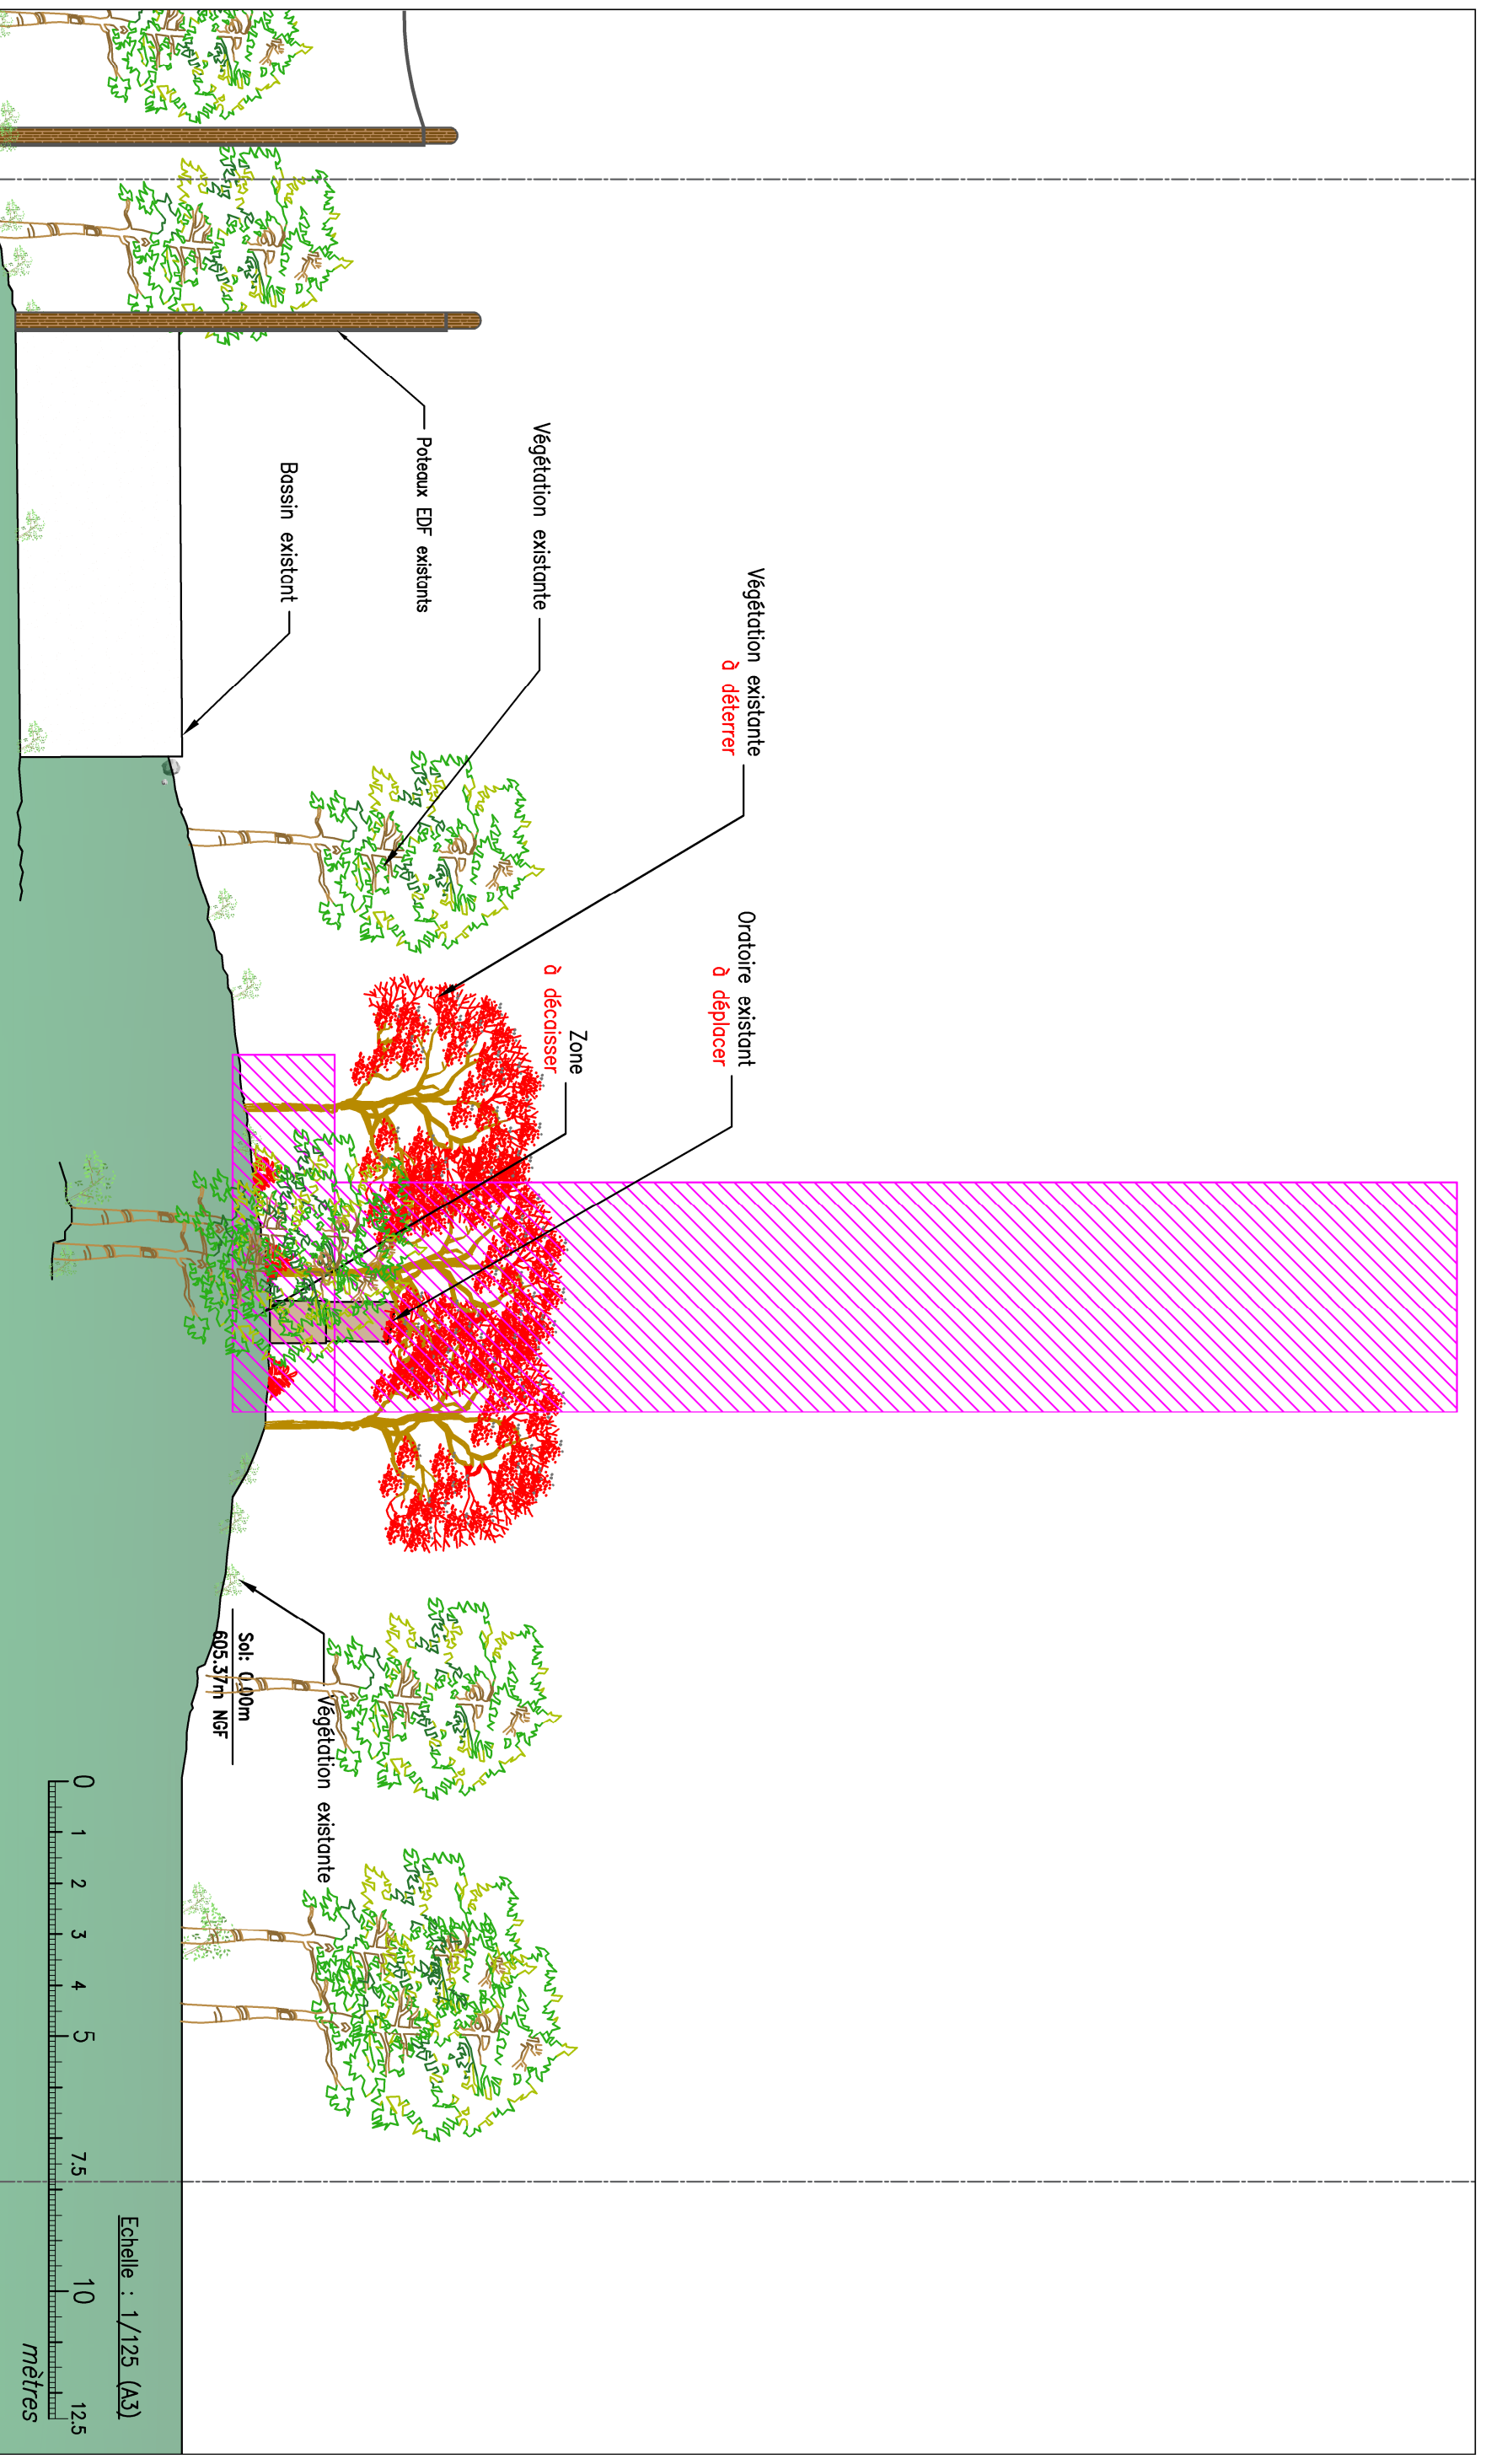 Poteaux EDF existants
Végétation existante
Bassin existant
Végétation existante
à déterrer
Oratoire existant
à déplacer
Zone
à décaisser
Végétation existante
Sol: 0.00m
605.37m NGF
Echelle : 1/125 (A3)
0 1 2 3 4 5 7.5 10 12.5
mètres